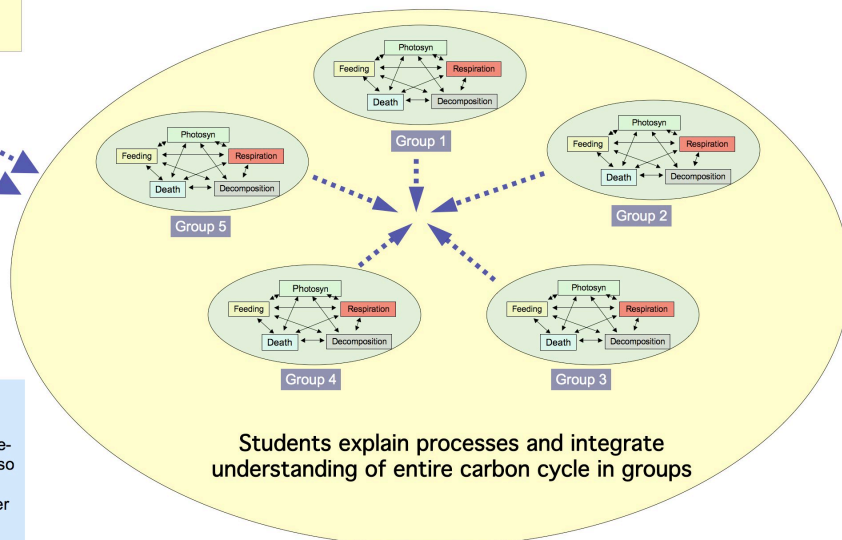 Photosyn
Feeding
Respiration
Death
Decomposition
Group 1
Photosyn
Feeding
Respiration
Death
Decomposition
Group 5
Photosyn
Feeding
Respiration
Death
Decomposition
Group 2
Photosyn
Feeding
Respiration
Death
Decomposition
Group 4
Photosyn
Feeding
Respiration
Death
Decomposition
Group 3
Students explain processes and integrate
understanding of entire carbon cycle in groups
e-
so
er